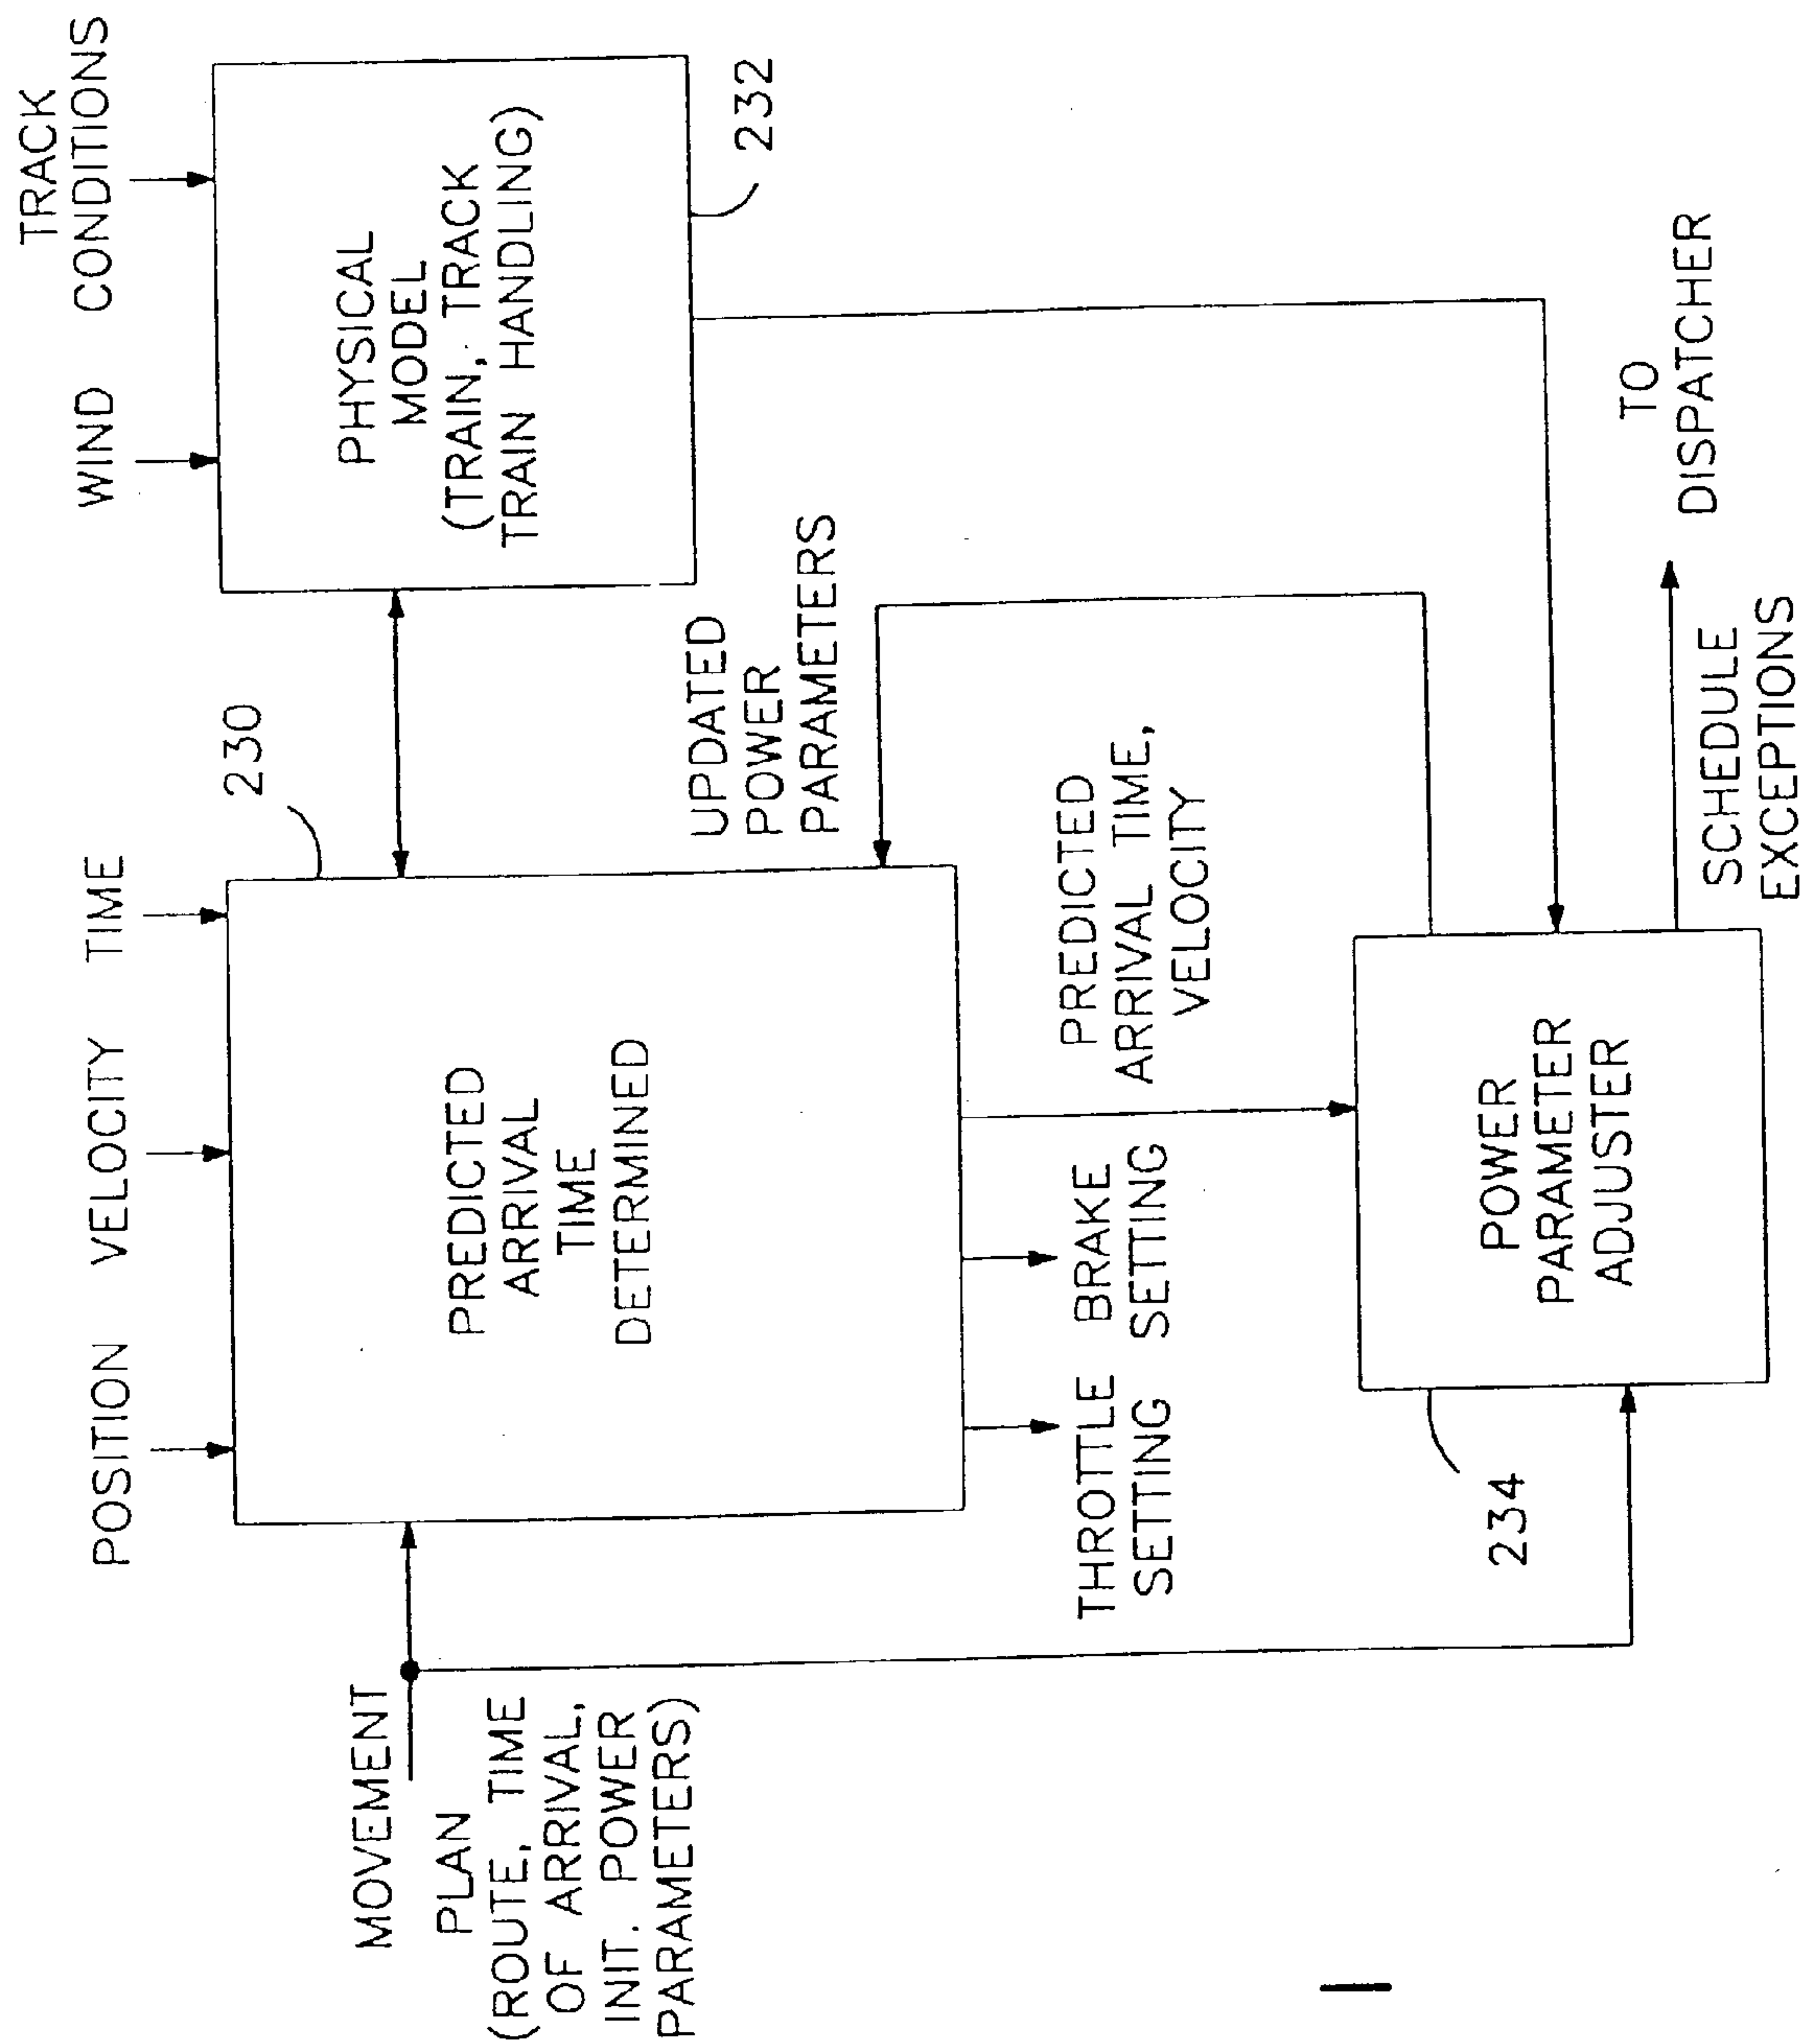 TRACK
WIND CONDITIONS
POSITION VELOCITY TIME
230
PHYSICAL
MODEL
(TRAIN, TRACK
TRAIN HANDLING)
232
MOVEMENT
PLAN
(ROUTE, TIME
OF ARRIVAL,
INIT. POWER
PARAMETERS)
PREDICTED
ARRIVAL
TIME
DETERMINED
UPDATED
POWER
PARAMETERS
THROTTLE
SETTING
BRAKE
SETTING
PREDICTED
ARRIVAL TIME,
VELOCITY
234
POWER
PARAMETER
ADJUSTER
SCHEDULE
EXCEPTIONS
TO
DISPATCHER